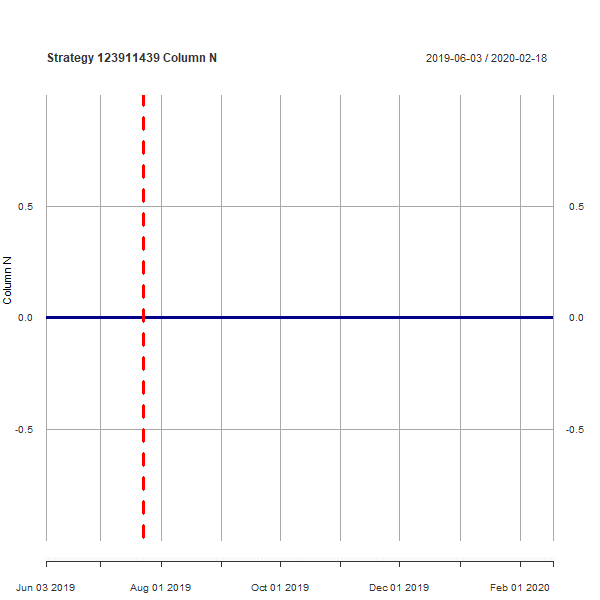 Strategy 123911439 Column N
2019-06-03 / 2020-02-18
0.5
0.5
Column N
0.0
0.0
-0.5
-0.5
Jun 03 2019
Aug 01 2019
Oct 01 2019
Dec 01 2019
Feb 01 2020